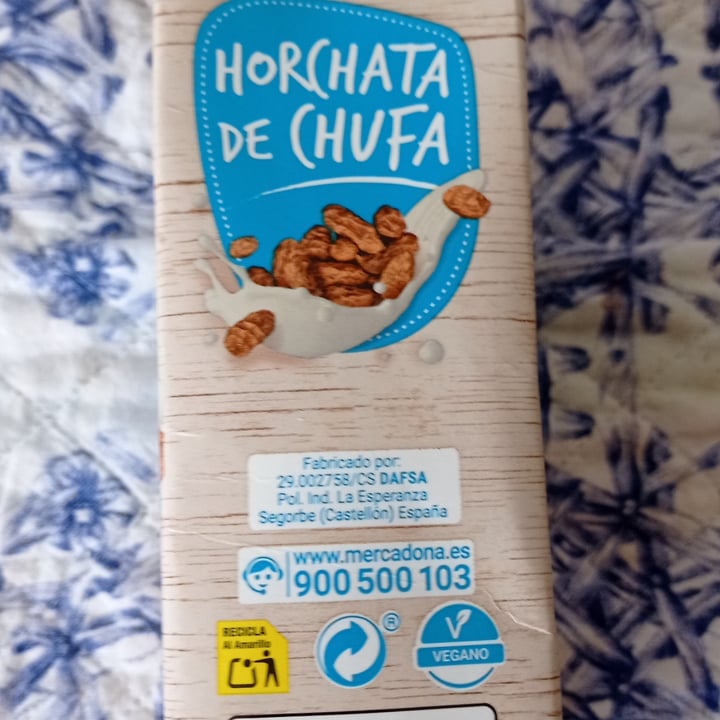 HORCHATA
DE CHUFA
Fabricado por:
29.002758/CS DAFSA
Pol. Ind. La Esperanza
Segorbe (Castellón) España
www.mercadona.es
900 500 103
RECICLA
Al Amarillo
®
V
VEGANO